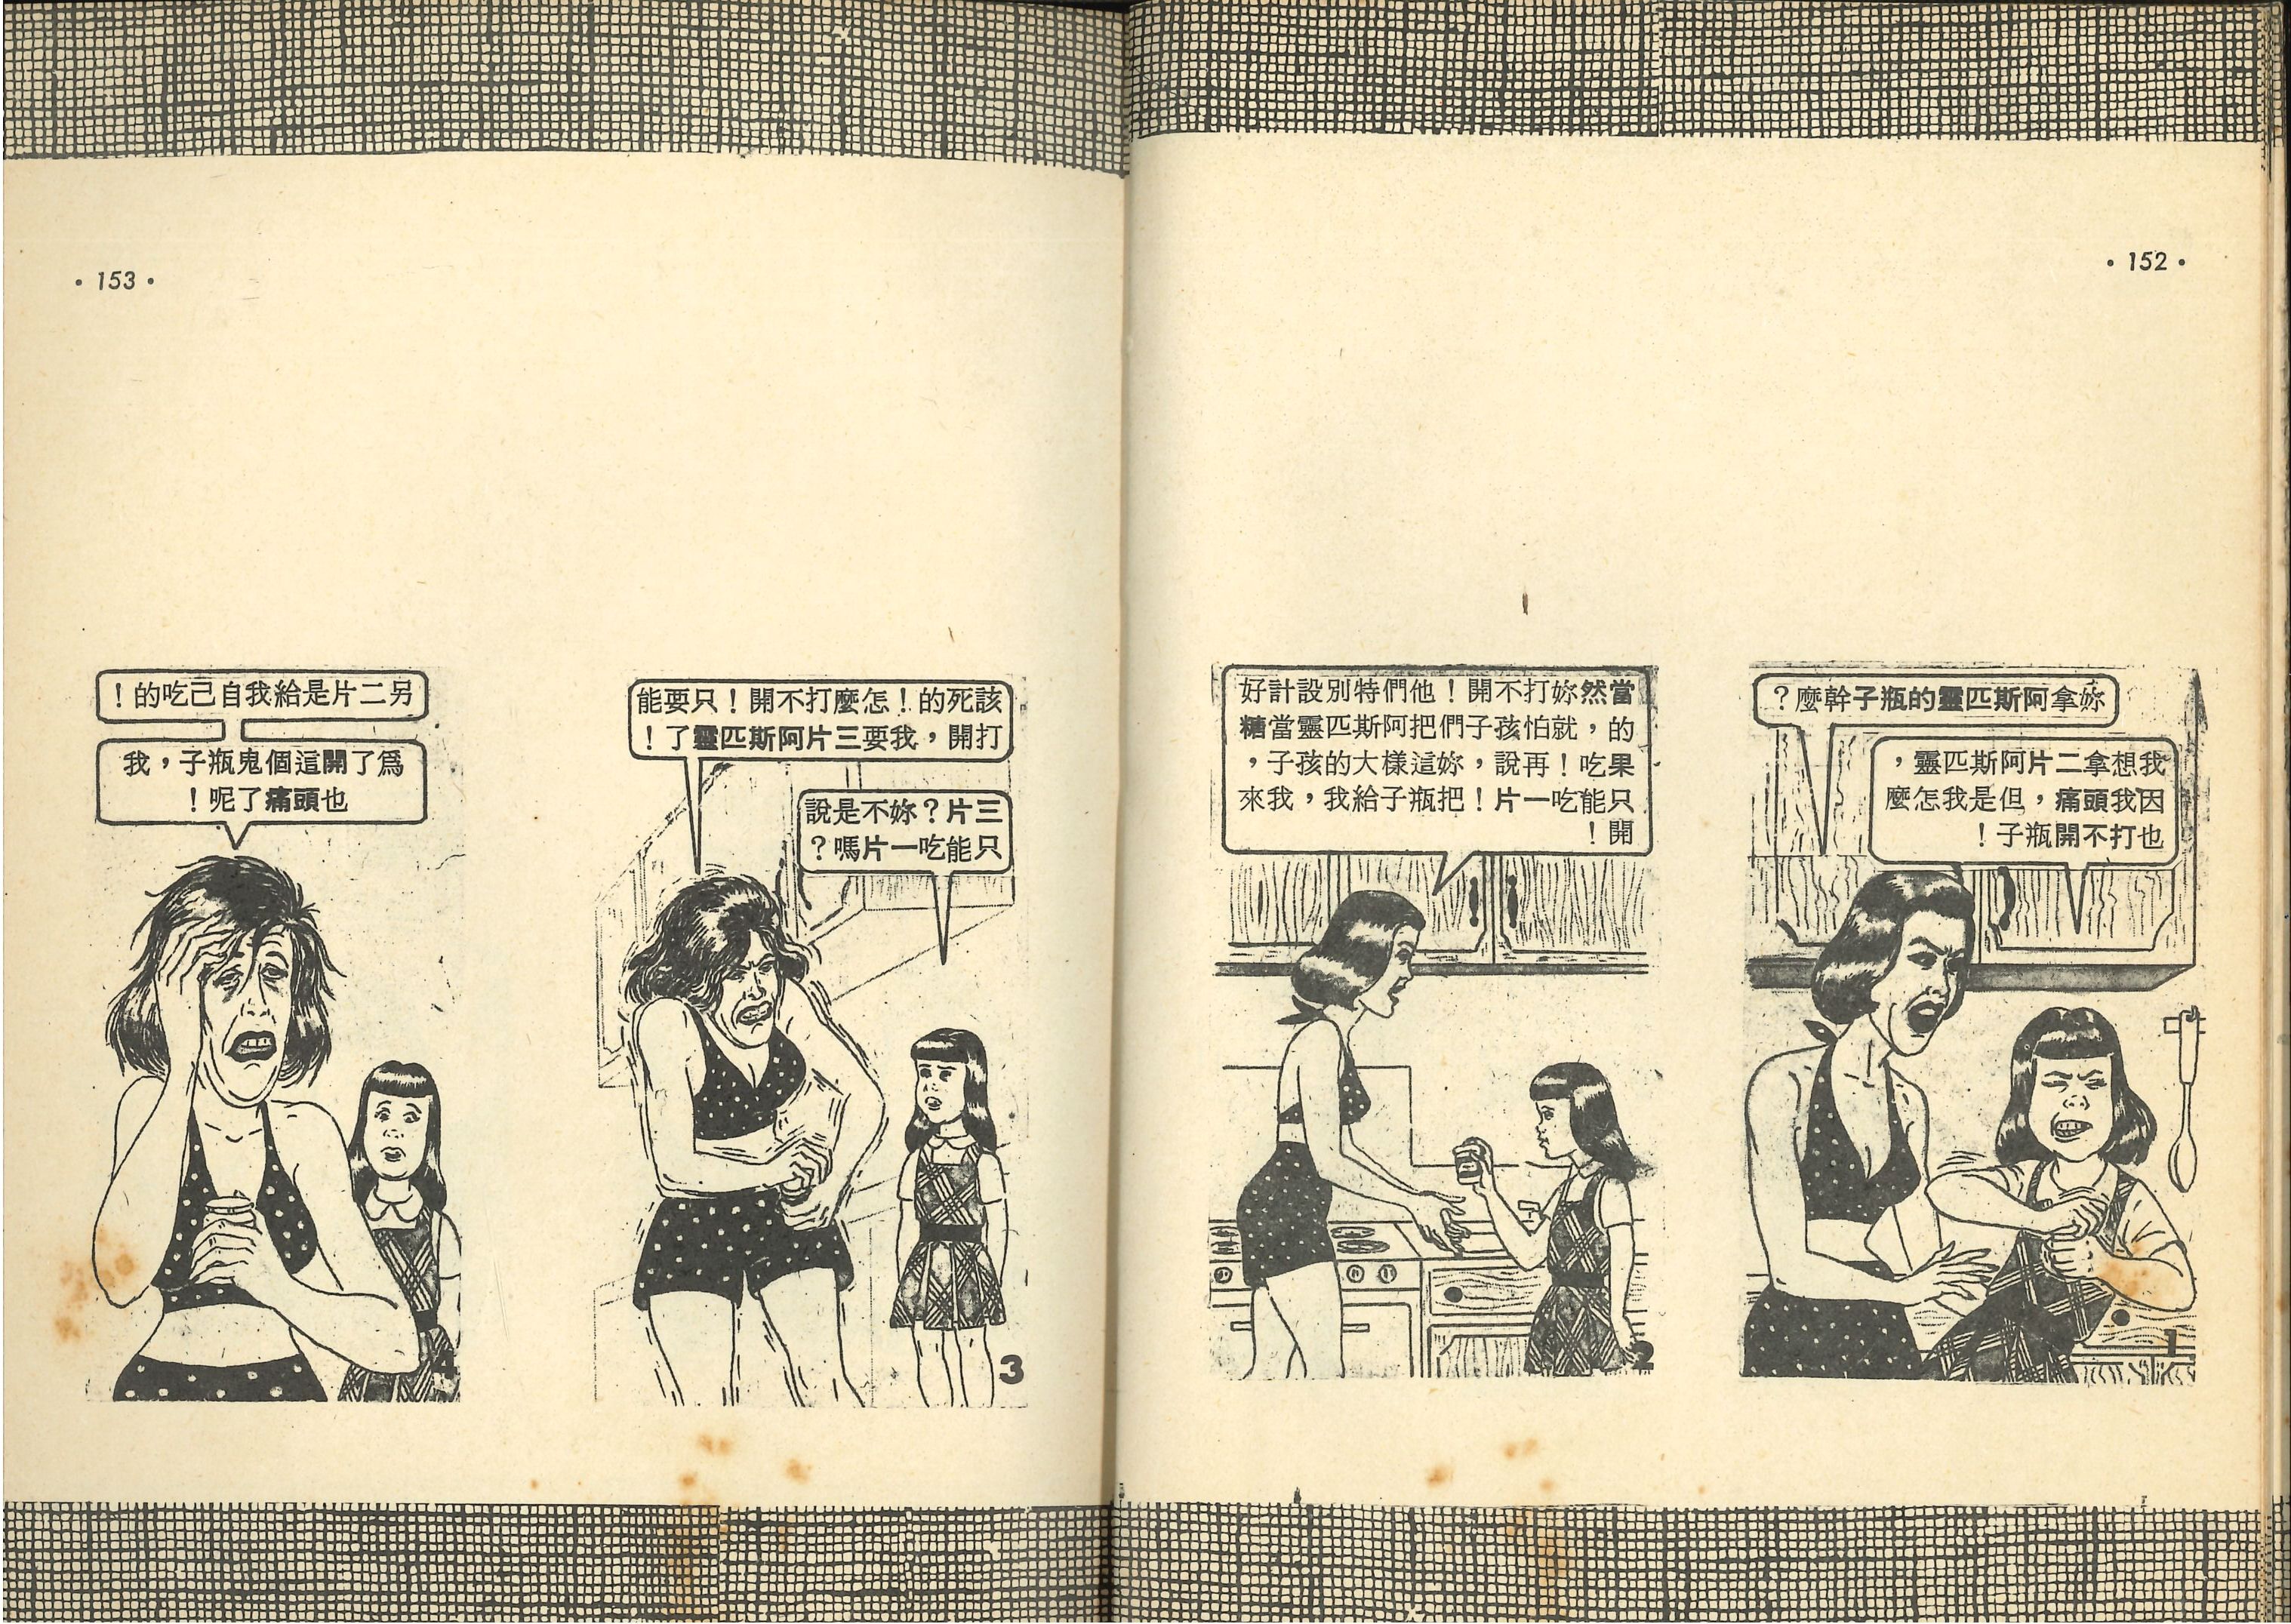 • 152 •
妳拿阿斯匹靈的瓶子幹麼？
我想拿二片阿斯匹靈，
因我頭痛，但是我怎麼
也打不開瓶子！
1
當然妳打不開！他們特別設計好
的，就怕孩子們把阿斯匹靈當糖
果吃！再說，妳這樣大的孩子，
只能吃一片！把瓶子給我，我來
開！
2
• 153 •
該死的！怎麼打不開！只要能
打開，我要三片阿斯匹靈了！
三片？妳不是說
只能吃一片嗎？
3
另二片是給我自己吃的！
爲了開這個鬼瓶子，我
也頭痛了呢！
4